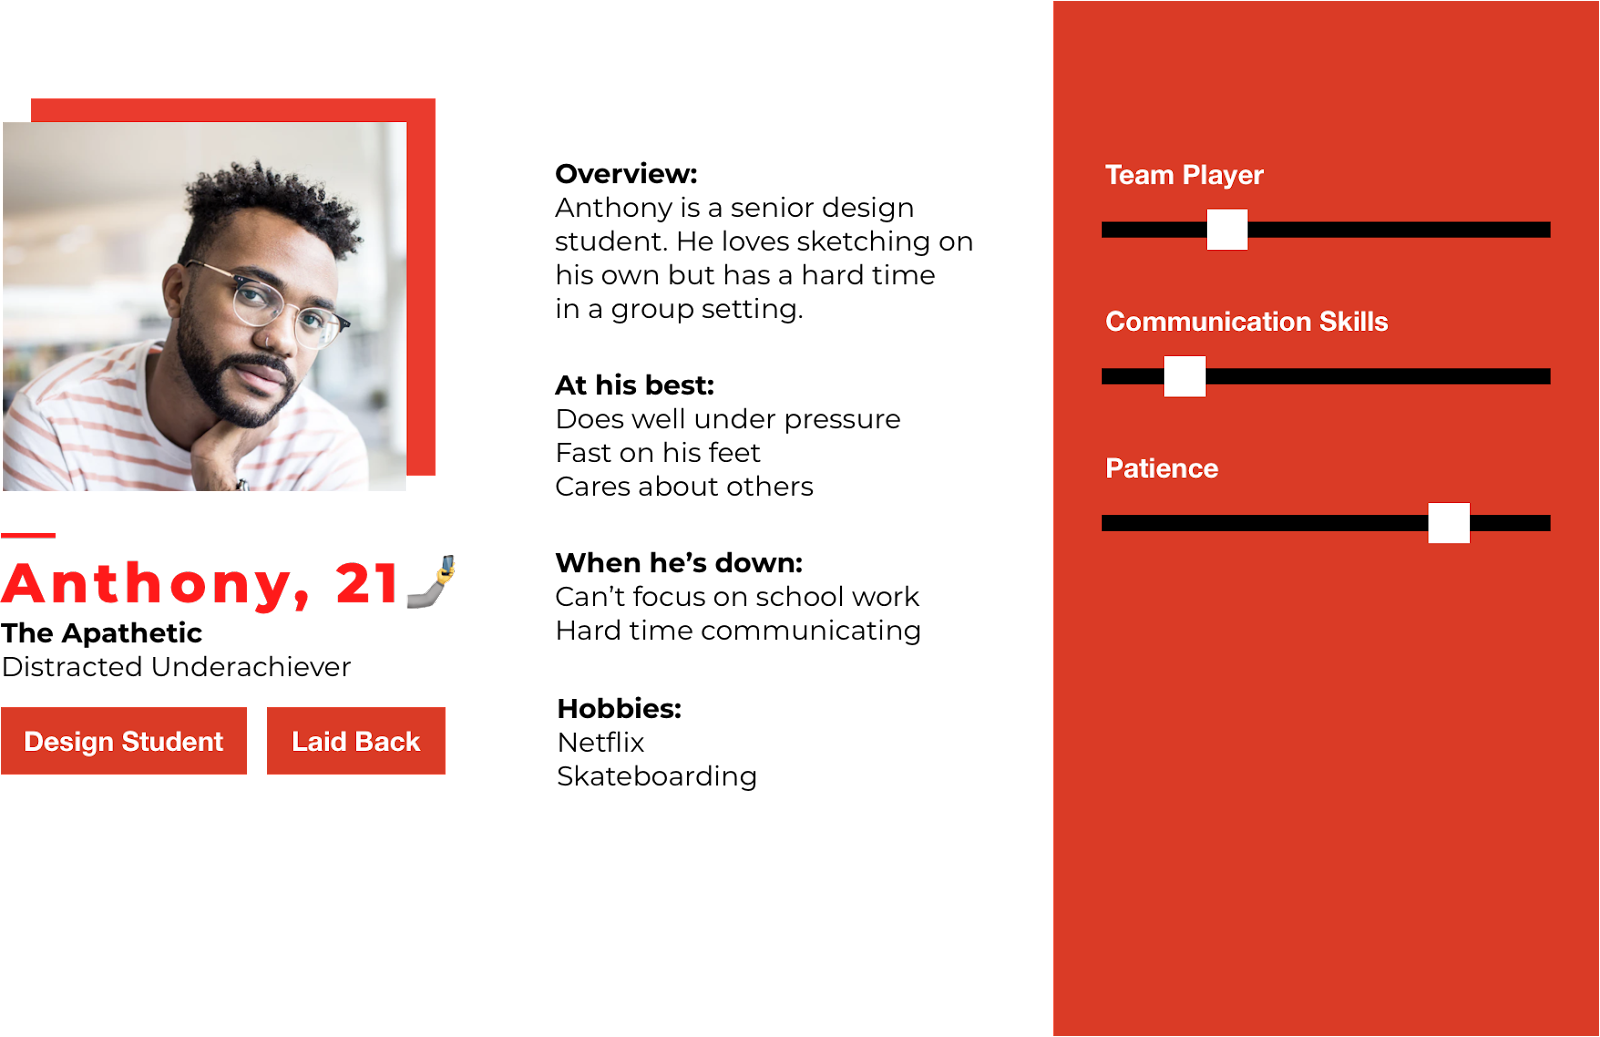 Anthony, 21
The Apathetic
Distracted Underachiever
Design Student
Laid Back
Overview:
Anthony is a senior design
student. He loves sketching on
his own but has a hard time
in a group setting.
At his best:
Does well under pressure
Fast on his feet
Cares about others
When he’s down:
Can’t focus on school work
Hard time communicating
Hobbies:
Netflix
Skateboarding
Team Player
Communication Skills
Patience